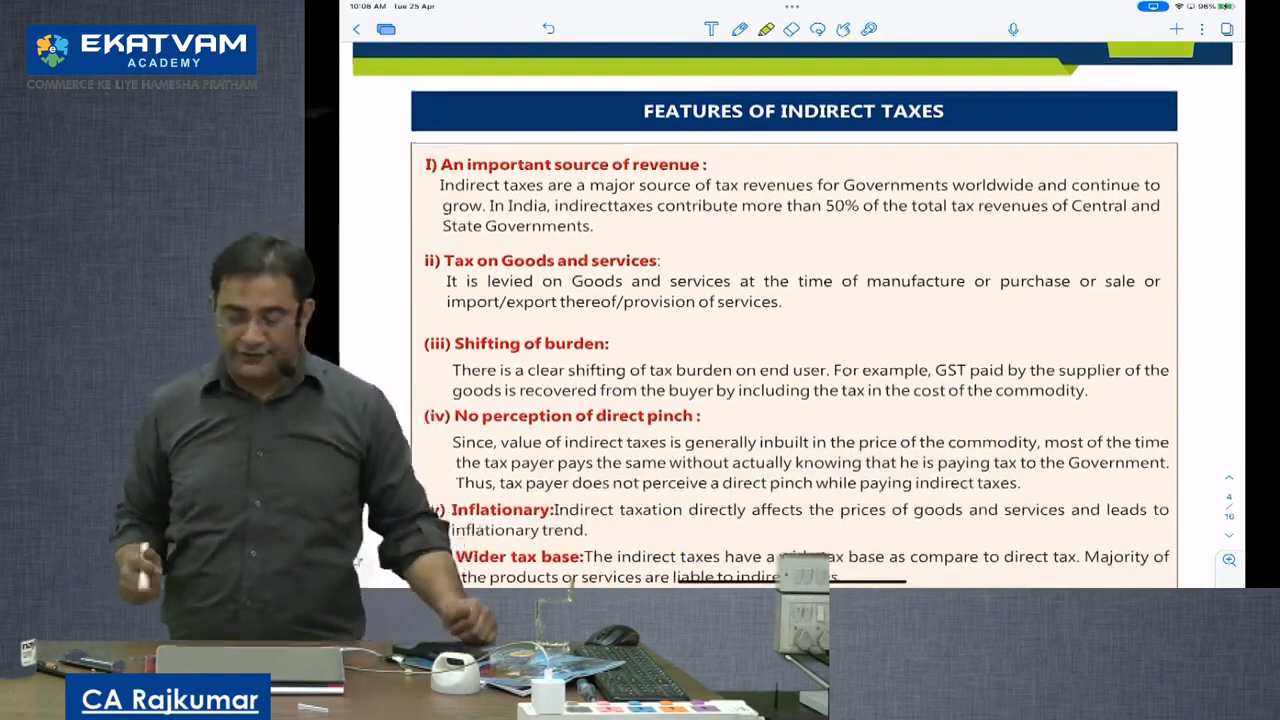 10:06 AM Tue 25 Apr
96%
EKATVAM
ACADEMY
COMMERCE KE LIYE HAMESHA PRATHAM
FEATURES OF INDIRECT TAXES
I) An important source of revenue :
Indirect taxes are a major source of tax revenues for Governments worldwide and continue to
grow. In India, indirecttaxes contribute more than 50% of the total tax revenues of Central and
State Governments.
ii) Tax on Goods and services:
It is levied on Goods and services at the time of manufacture or purchase or sale or
import/export thereof/provision of services.
(iii) Shifting of burden:
There is a clear shifting of tax burden on end user. For example, GST paid by the supplier of the
goods is recovered from the buyer by including the tax in the cost of the commodity.
(iv) No perception of direct pinch :
Since, value of indirect taxes is generally inbuilt in the price of the commodity, most of the time
the tax payer pays the same without actually knowing that he is paying tax to the Government.
Thus, tax payer does not perceive a direct pinch while paying indirect taxes.
v) Inflationary:Indirect taxation directly affects the prices of goods and services and leads to
inflationary trend.
Wider tax base:The indirect taxes have a tax base as compare to direct tax. Majority of
the products or services are liable to
4
/
16
CA Rajkumar